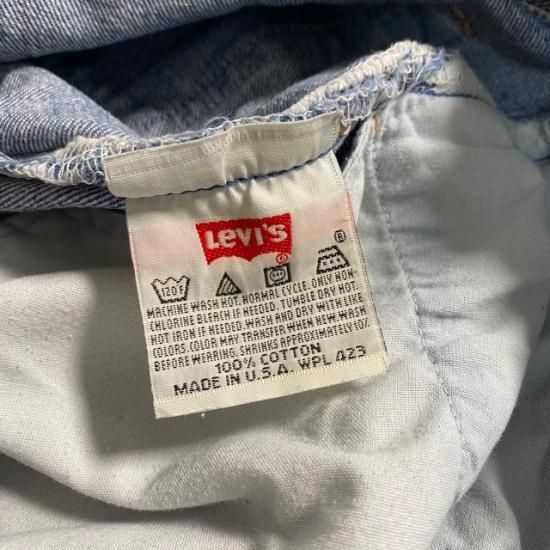 Levi's
®
®
120F
MACHINE WASH HOT. NORMAL CYCLE. ONLY NON-
CHLORINE BLEACH IF NEEDED. TUMBLE DRY HOT.
HOT IRON IF NEEDED. WASH AND DRY WITH LIKE
COLORS. COLOR MAY TRANSFER WHEN NEW. WASH
BEFORE WEARING. SHRINKS APPROXIMATELY 10%.
100% COTTON
MADE IN U.S.A. WPL 423